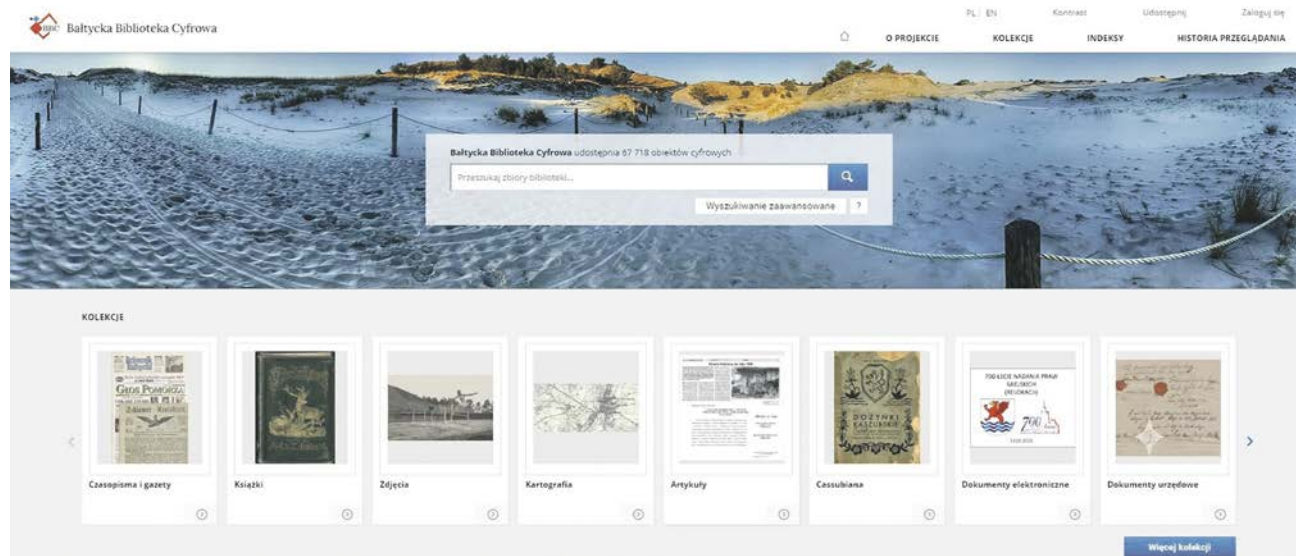 BBC
Bałtycka Biblioteka Cyfrowa
PL | EN
Kontrast
Udostępnij
Zaloguj się
O PROJEKCIE
KOLEKCJE
INDEKSY
HISTORIA PRZEGLĄDANIA
Bałtycka Biblioteka Cyfrowa udostępnia 67 718 obiektów cyfrowych
Przeszukaj zbiory biblioteki...
Wyszukiwanie zaawansowane ?
KOLEKCJE
GŁOS POMORZA
DOŻYNKI
KASZUBSKIE
700-LECIE NADANIA PRAW
MIEJSKICH
700
Czasopisma i gazety
Książki
Zdjęcia
Kartografia
Artykuły
Cassubiana
Dokumenty elektroniczne
Dokumenty urzędowe
Więcej kolekcji